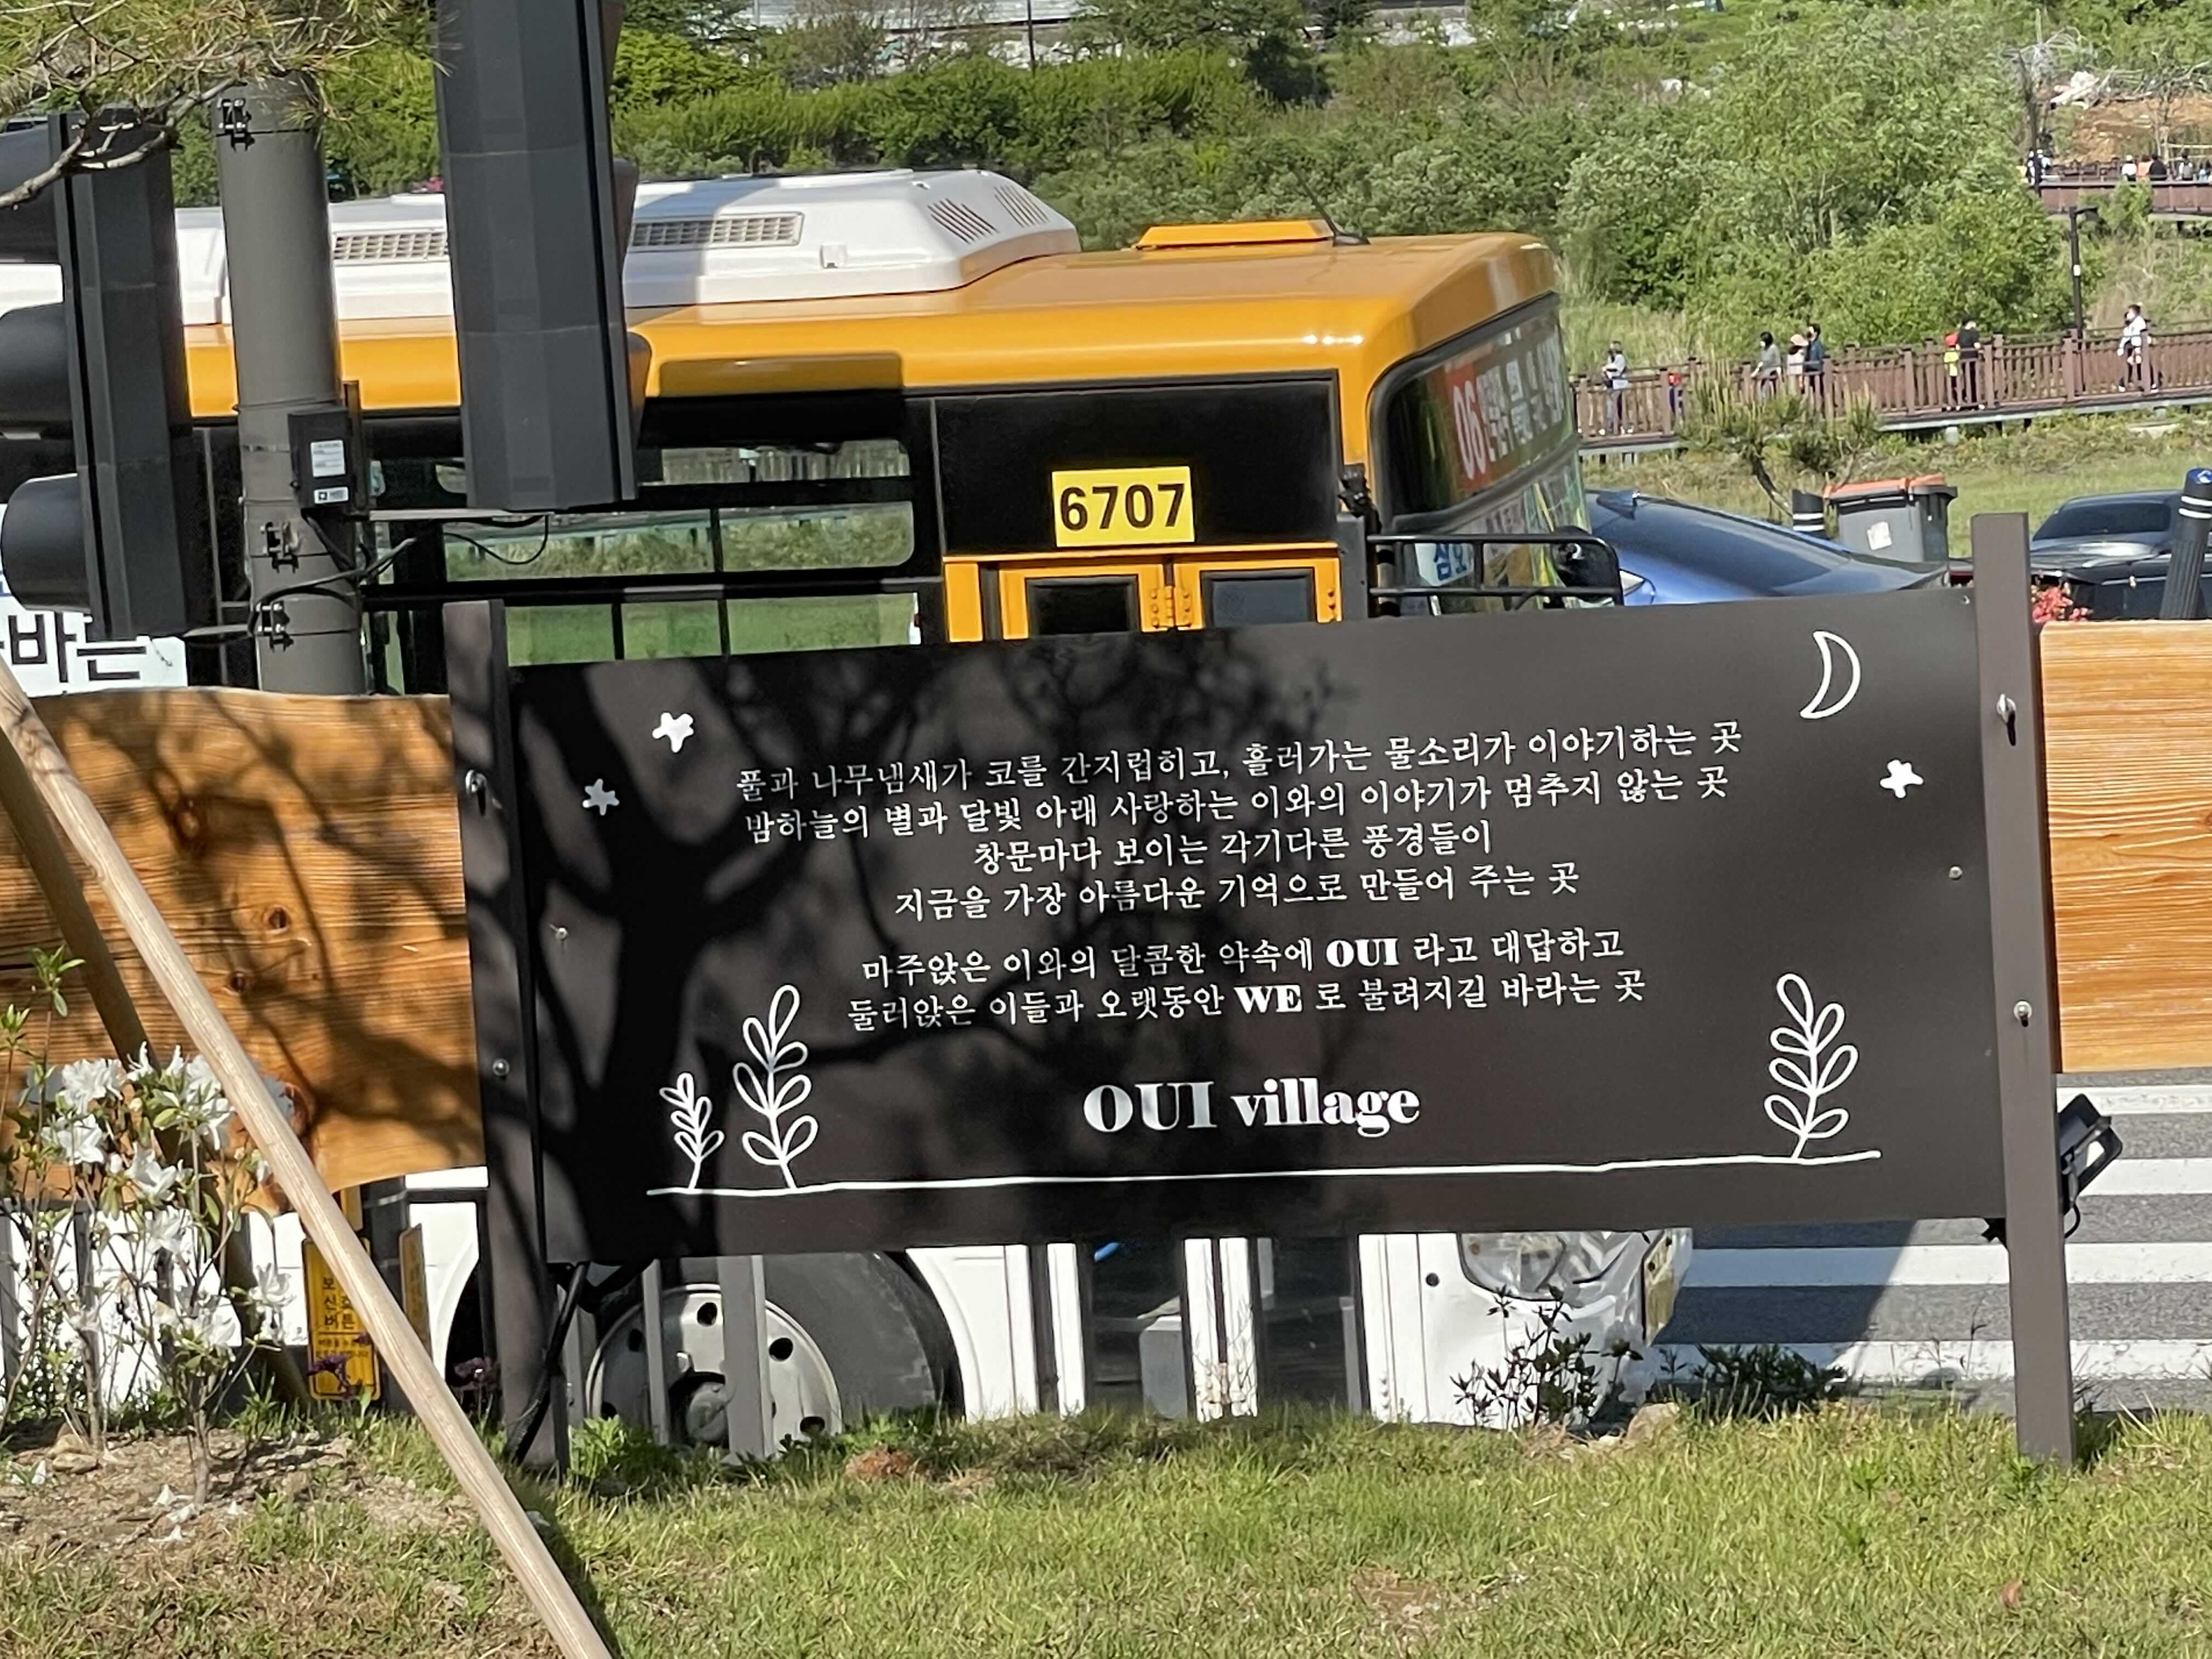 6707
06
바는
풀과 나무냄새가 코를 간지럽히고, 흘러가는 물소리가 이야기하는 곳
밤하늘의 별과 달빛 아래 사랑하는 이와의 이야기가 멈추지 않는 곳
창문마다 보이는 각기다른 풍경들이
지금을 가장 아름다운 기억으로 만들어 주는 곳
마주앉은 이와의 달콤한 약속에 OUI 라고 대답하고
둘러앉은 이들과 오랫동안 WE 로 불려지길 바라는 곳
OUI village
보
신호
버튼